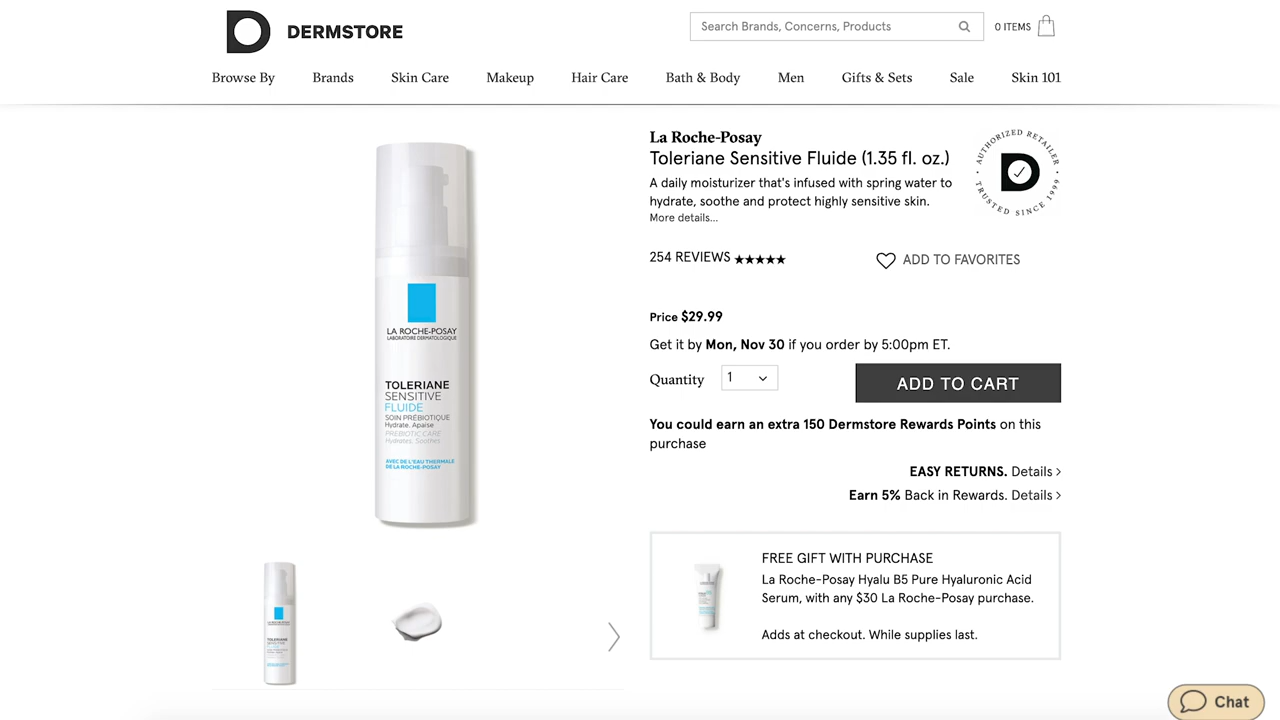 DERMSTORE
Search Brands, Concerns, Products
0 ITEMS
Browse By Brands Skin Care Makeup Hair Care Bath & Body Men Gifts & Sets Sale Skin 101
La Roche-Posay
Toleriane Sensitive Fluide (1.35 fl. oz.)
A daily moisturizer that's infused with spring water to
hydrate, soothe and protect highly sensitive skin.
More details...
AUTHORIZED RETAILER
TRUSTED SINCE 1999
254 REVIEWS
ADD TO FAVORITES
Price $29.99
Get it by Mon, Nov 30 if you order by 5:00pm ET.
Quantity 1
ADD TO CART
You could earn an extra 150 Dermstore Rewards Points on this
purchase
EASY RETURNS. Details >
Earn 5% Back in Rewards. Details >
FREE GIFT WITH PURCHASE
La Roche-Posay Hyalu B5 Pure Hyaluronic Acid
Serum, with any $30 La Roche-Posay purchase.
Adds at checkout. While supplies last.
LA ROCHE-POSAY
LABORATOIRE DERMATOLOGIQUE
TOLERIANE
SENSITIVE
FLUIDE
SOIN PRÉBIOTIQUE
Hydrate. Apaise
PREBIOTIC CARE
Hydrates. Soothes
AVEC DE L'EAU THERMALE
DE LA ROCHE-POSAY
TOLERIANE
SENSITIVE
Chat